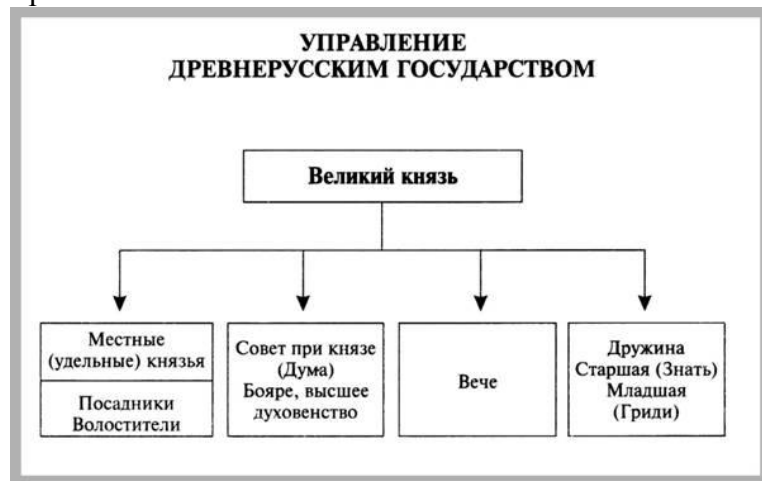 УПРАВЛЕНИЕ
ДРЕВНЕРУССКИМ ГОСУДАРСТВОМ
Великий князь
Местные
(удельные) князья
Посадники
Волостители
Совет при князе
(Дума)
Бояре, высшее
духовенство
Вече
Дружина
Старшая (Знать)
Младшая
(Гриди)